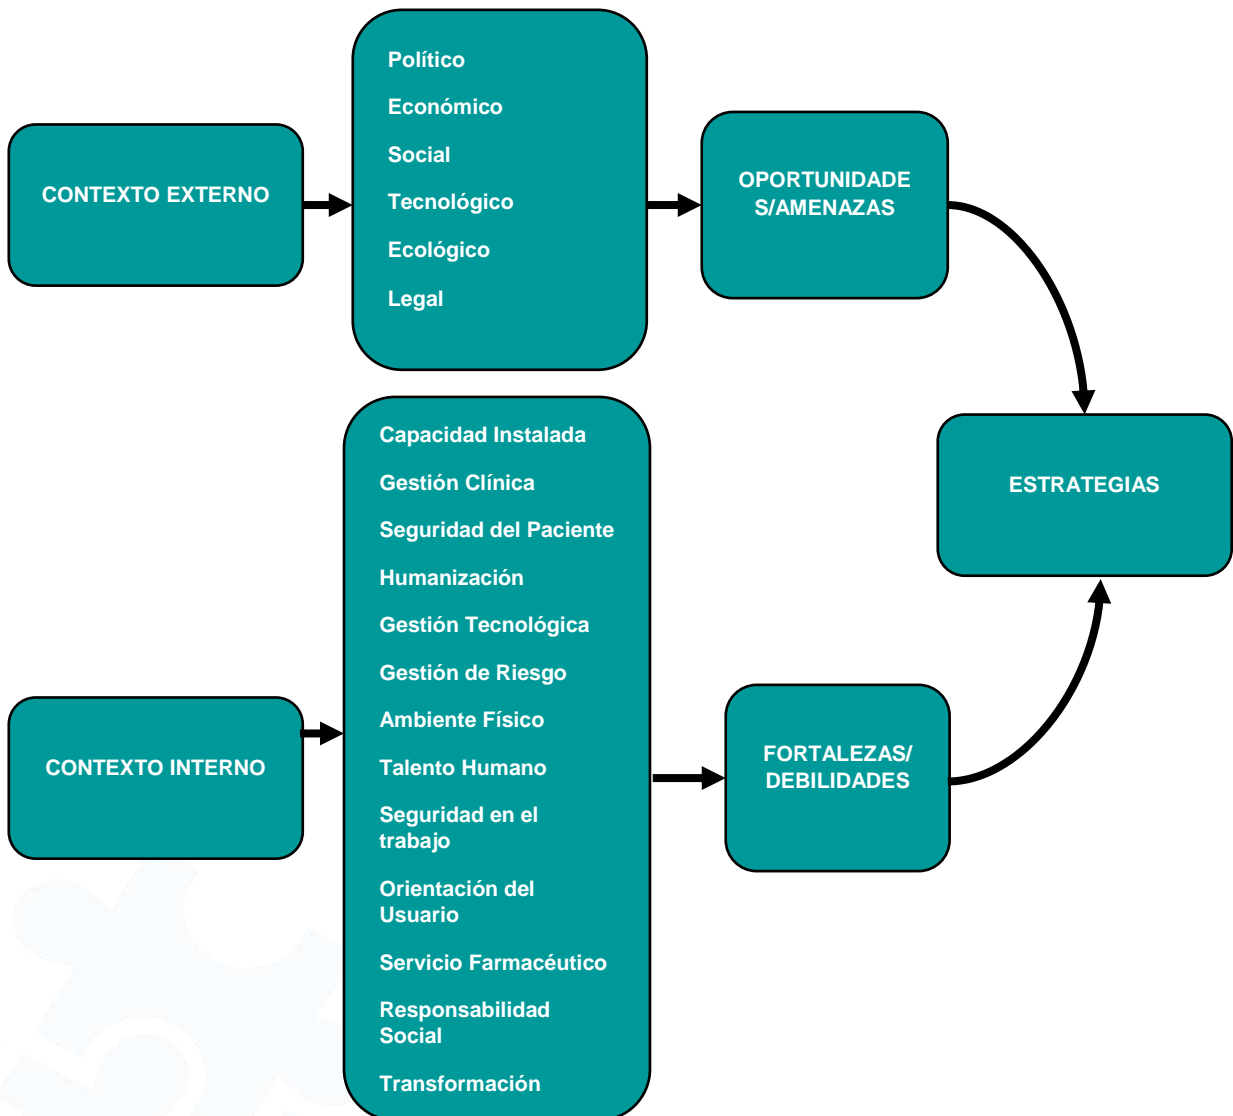 CONTEXTO EXTERNO
Político
Económico
Social
Tecnológico
Ecológico
Legal
OPORTUNIDADE
S/AMENAZAS
ESTRATEGIAS
CONTEXTO INTERNO
Capacidad Instalada
Gestión Clínica
Seguridad del Paciente
Humanización
Gestión Tecnológica
Gestión de Riesgo
Ambiente Físico
Talento Humano
Seguridad en el
trabajo
Orientación del
Usuario
Servicio Farmacéutico
Responsabilidad
Social
Transformación
FORTALEZAS/
DEBILIDADES